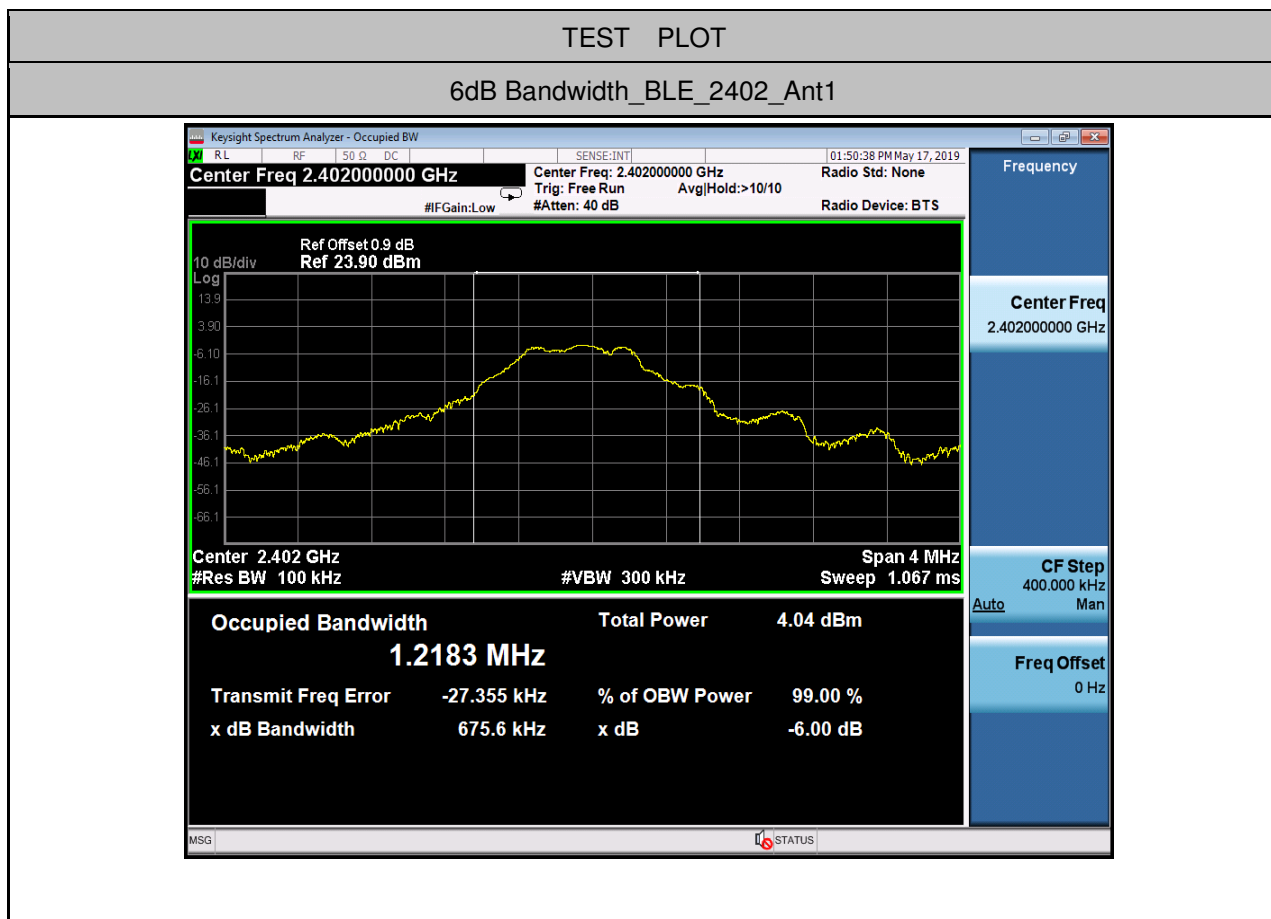 TEST PLOT
6dB Bandwidth_BLE_2402_Ant1
Keysight Spectrum Analyzer - Occupied BW
LXI RL RF 50 Ω DC SENSE:INT 01:50:38 PM May 17, 2019
Center Freq 2.402000000 GHz
Center Freq: 2.402000000 GHz Radio Std: None
Trig: Free Run Avg|Hold:>10/10
#IFGain:Low #Atten: 40 dB Radio Device: BTS
Ref Offset 0.9 dB
10 dB/div Ref 23.90 dBm
Log
13.9
3.90
-6.10
-16.1
-26.1
-36.1
-46.1
-56.1
-66.1
Center 2.402 GHz Span 4 MHz
#Res BW 100 kHz #VBW 300 kHz Sweep 1.067 ms
Occupied Bandwidth Total Power 4.04 dBm
1.2183 MHz
Transmit Freq Error -27.355 kHz % of OBW Power 99.00 %
x dB Bandwidth 675.6 kHz x dB -6.00 dB
Frequency
Center Freq
2.402000000 GHz
CF Step
400.000 kHz
Auto Man
Freq Offset
0 Hz
MSG STATUS